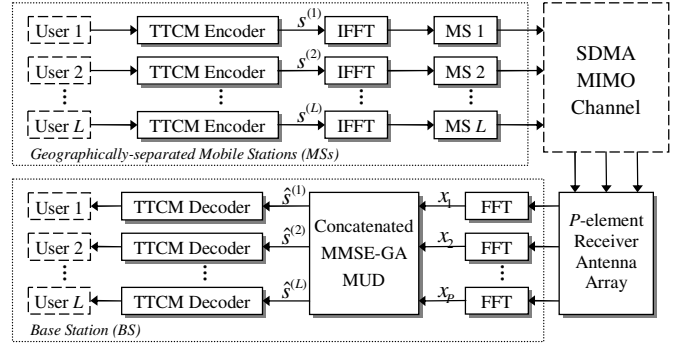 User 1 TTCM Encoder s^(1) IFFT MS 1
User 2 TTCM Encoder s^(2) IFFT MS 2
User L TTCM Encoder s^(L) IFFT MS L
Geographically-separated Mobile Stations (MSs)
SDMA
MIMO
Channel
User 1 TTCM Decoder ŝ^(1)
User 2 TTCM Decoder ŝ^(2)
User L TTCM Decoder ŝ^(L)
Concatenated
MMSE-GA
MUD
x_1 FFT
x_2 FFT
x_P FFT
P-element
Receiver
Antenna
Array
Base Station (BS)